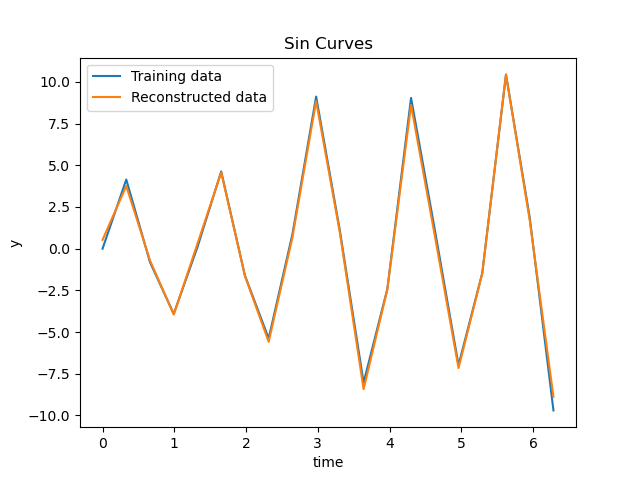 Sin Curves
Training data
Reconstructed data
10.0
7.5
5.0
2.5
0.0
−2.5
−5.0
−7.5
−10.0
y
0 1 2 3 4 5 6
time